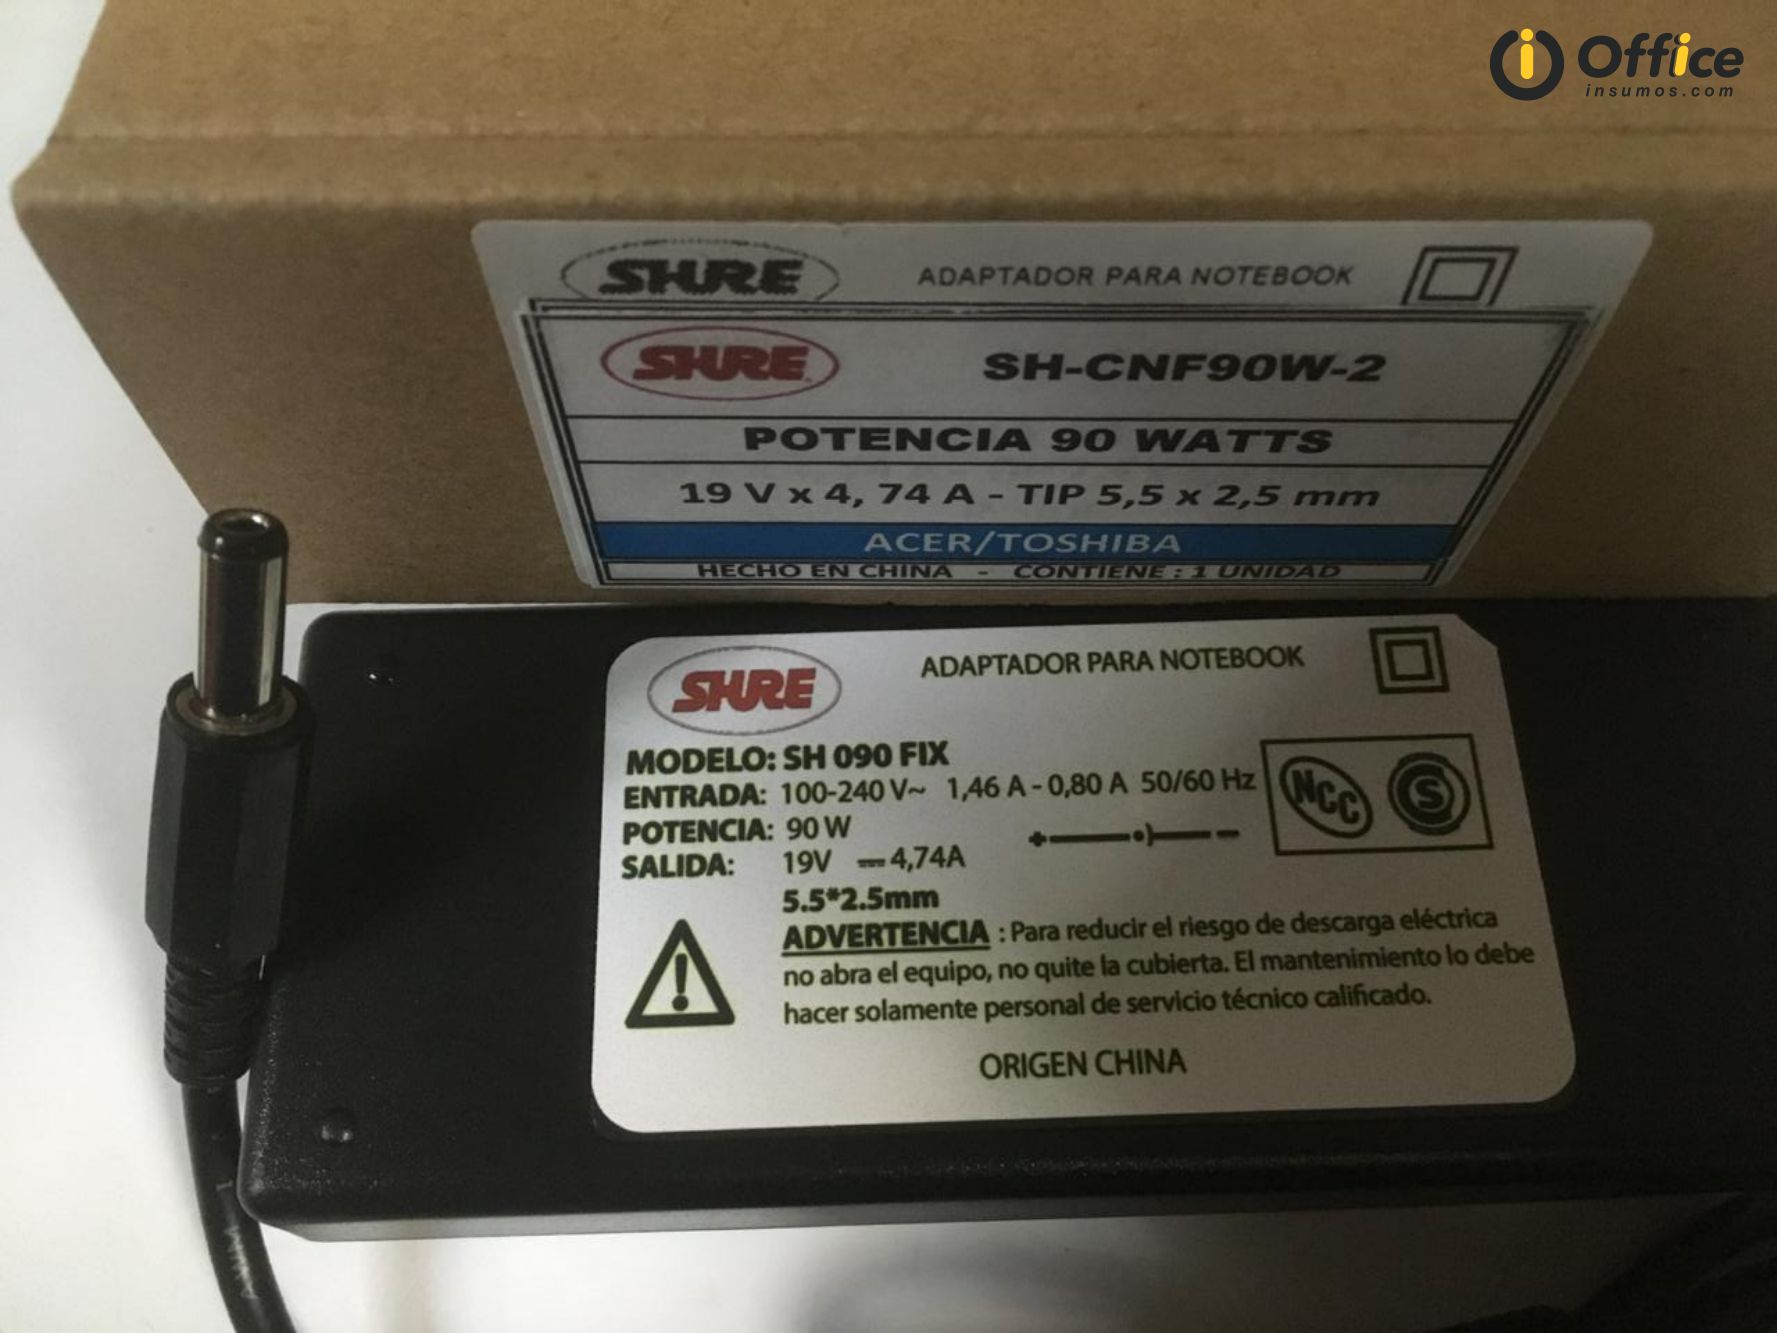 Office
insumos.com
SHURE ADAPTADOR PARA NOTEBOOK
SHURE SH-CNF90W-2
POTENCIA 90 WATTS
19 V x 4, 74 A - TIP 5,5 x 2,5 mm
ACER/TOSHIBA
HECHO EN CHINA - CONTIENE : 1 UNIDAD
SHURE ADAPTADOR PARA NOTEBOOK
MODELO: SH 090 FIX
ENTRADA: 100-240 V~ 1,46 A - 0,80 A 50/60 Hz
NCC S
POTENCIA: 90 W
+ -
SALIDA: 19V ⎓ 4,74A
5.5*2.5mm
ADVERTENCIA : Para reducir el riesgo de descarga eléctrica
no abra el equipo, no quite la cubierta. El mantenimiento lo debe
hacer solamente personal de servicio técnico calificado.
ORIGEN CHINA
AWM